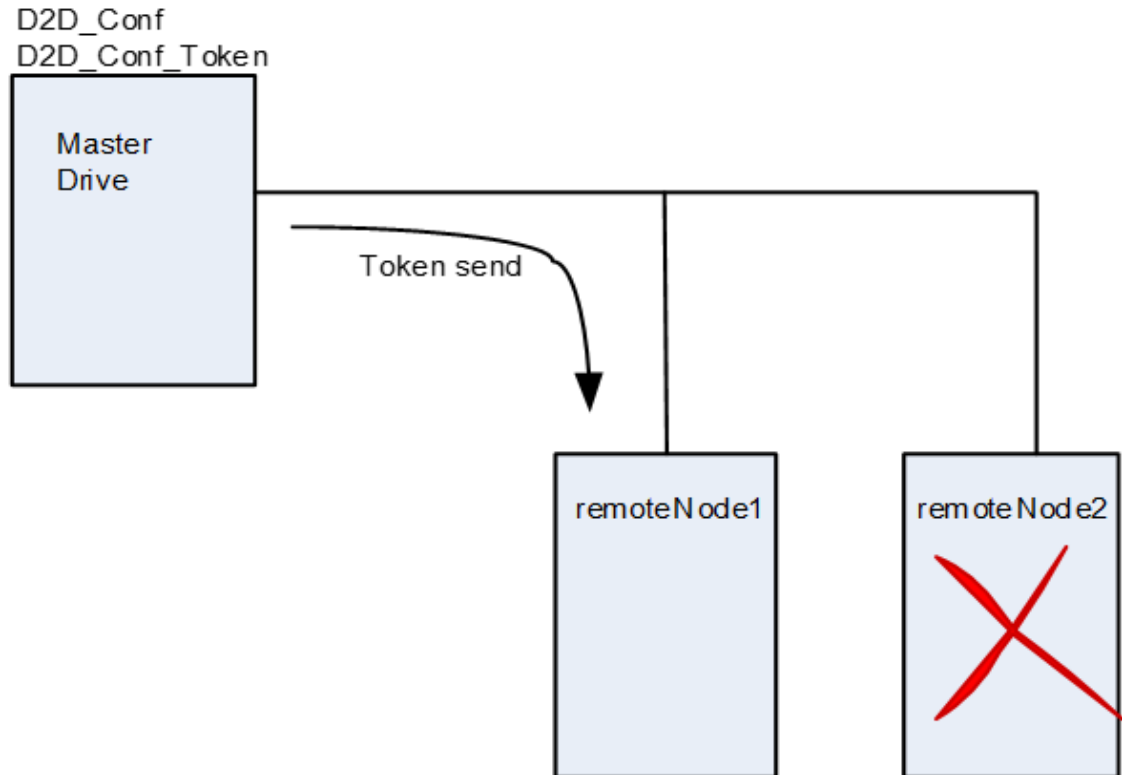 D2D_Conf
D2D_Conf_Token
Master
Drive
Token send
remoteNode1
remoteNode2